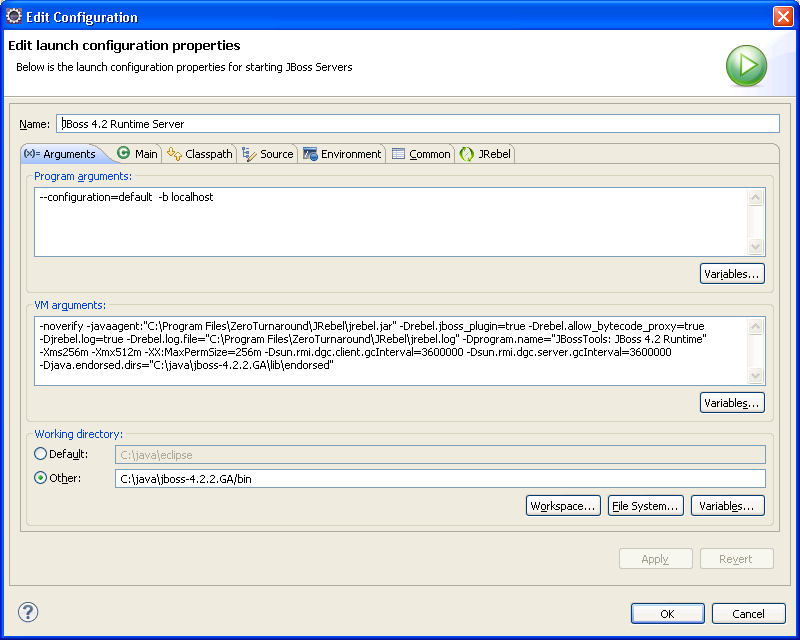 Edit Configuration
Edit launch configuration properties
Below is the launch configuration properties for starting JBoss Servers
Name: JBoss 4.2 Runtime Server
(x)= Arguments Main Classpath Source Environment Common JRebel
Program arguments:
--configuration=default -b localhost
Variables...
VM arguments:
-noverify -javaagent:"C:\Program Files\ZeroTurnaround\JRebel\jrebel.jar" -Drebel.jboss_plugin=true -Drebel.allow_bytecode_proxy=true
-Djrebel.log=true -Drebel.log.file="C:\Program Files\ZeroTurnaround\JRebel\jrebel.log" -Dprogram.name="JBossTools: JBoss 4.2 Runtime"
-Xms256m -Xmx512m -XX:MaxPermSize=256m -Dsun.rmi.dgc.client.gcInterval=3600000 -Dsun.rmi.dgc.server.gcInterval=3600000
-Djava.endorsed.dirs="C:\java\jboss-4.2.2.GA\lib\endorsed"
Variables...
Working directory:
Default: C:\java\eclipse
Other: C:\java\jboss-4.2.2.GA/bin
Workspace... File System... Variables...
Apply Revert
? OK Cancel